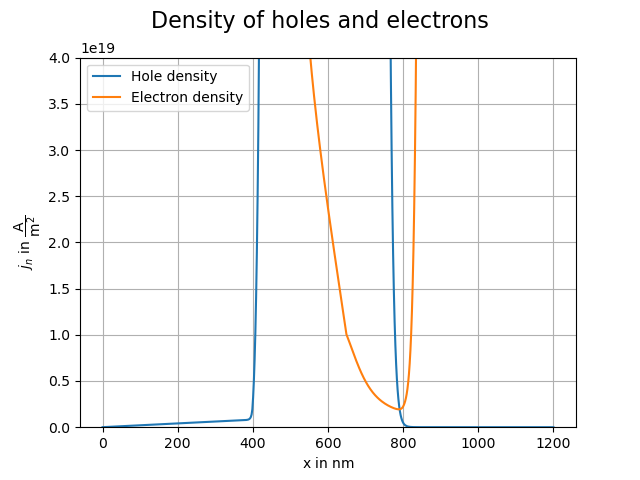 Density of holes and electrons
1e19
Hole density
Electron density
4.0
3.5
3.0
2.5
2.0
1.5
1.0
0.5
0.0
jₙ in A/m²
0 200 400 600 800 1000 1200
x in nm